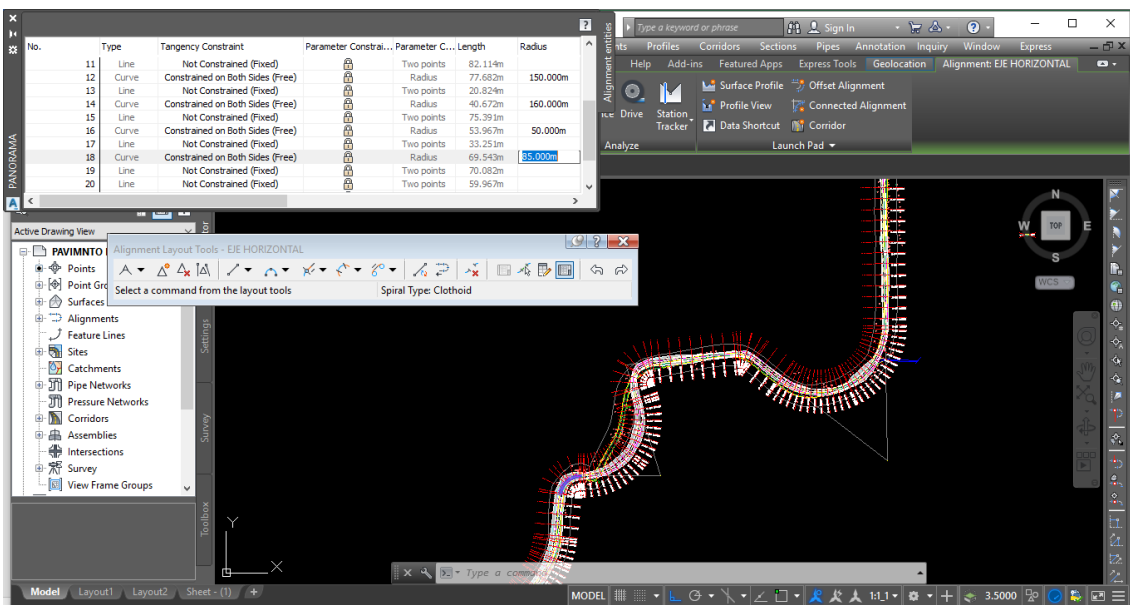 Type a keyword or phrase
Sign In
nts Profiles Corridors Sections Pipes Annotation Inquiry Window Express
Help Add-ins Featured Apps Express Tools Geolocation Alignment: EJE HORIZONTAL
Surface Profile Offset Alignment
ce Drive Station Tracker Profile View Connected Alignment
Data Shortcut Corridor
Analyze Launch Pad
Alignment entities
PANORAMA
No. Type Tangency Constraint Parameter Constrai... Parameter C... Length Radius
11 Line Not Constrained (Fixed) Two points 82.114m
12 Curve Constrained on Both Sides (Free) Radius 77.682m 150.000m
13 Line Not Constrained (Fixed) Two points 20.824m
14 Curve Constrained on Both Sides (Free) Radius 40.672m 160.000m
15 Line Not Constrained (Fixed) Two points 75.391m
16 Curve Constrained on Both Sides (Free) Radius 53.967m 50.000m
17 Line Not Constrained (Fixed) Two points 33.251m
18 Curve Constrained on Both Sides (Free) Radius 69.543m 85.000m
19 Line Not Constrained (Fixed) Two points 70.082m
20 Line Not Constrained (Fixed) Two points 59.967m
Active Drawing View
PAVIMNTO
Points
Point Gro
Surfaces
Alignments
Feature Lines
Sites
Catchments
Pipe Networks
Pressure Networks
Corridors
Assemblies
Intersections
Survey
View Frame Groups
Settings
Survey
Toolbox
Alignment Layout Tools - EJE HORIZONTAL
Select a command from the layout tools Spiral Type: Clothoid
N
W TOP E
S
WCS
Y
X
Type a command
Model Layout1 Layout2 Sheet - (1) +
MODEL 1:1_1 3.5000